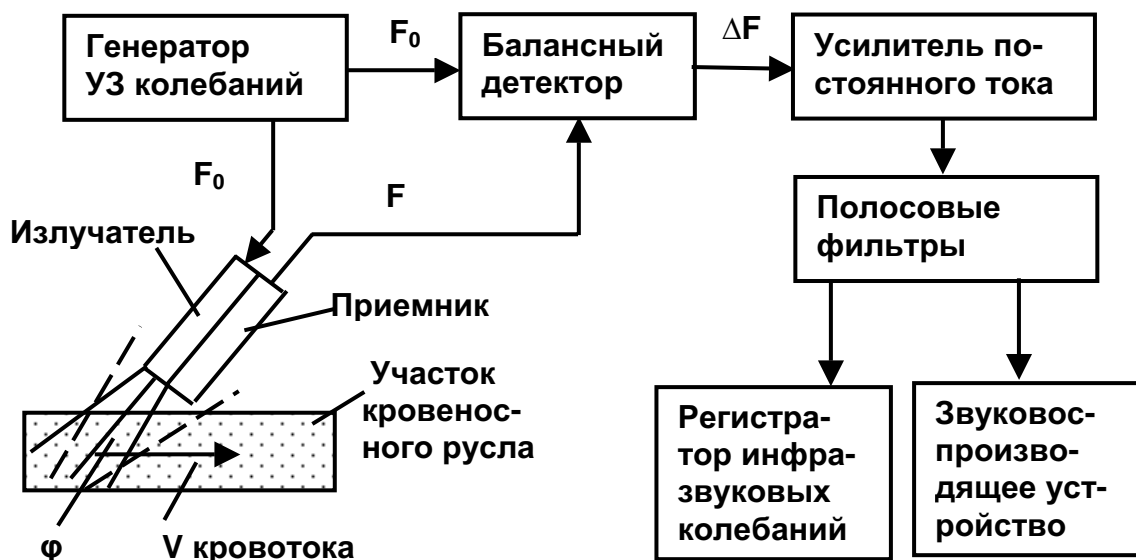 Генератор
УЗ колебаний
F₀
Балансный
детектор
ΔF
Усилитель по-
стоянного тока
F₀
F
Полосовые
фильтры
Излучатель
Приемник
Участок
кровенос-
ного русла
Регистра-
тор инфра-
звуковых
колебаний
Звуковос-
произво-
дящее уст-
ройство
φ
V кровотока